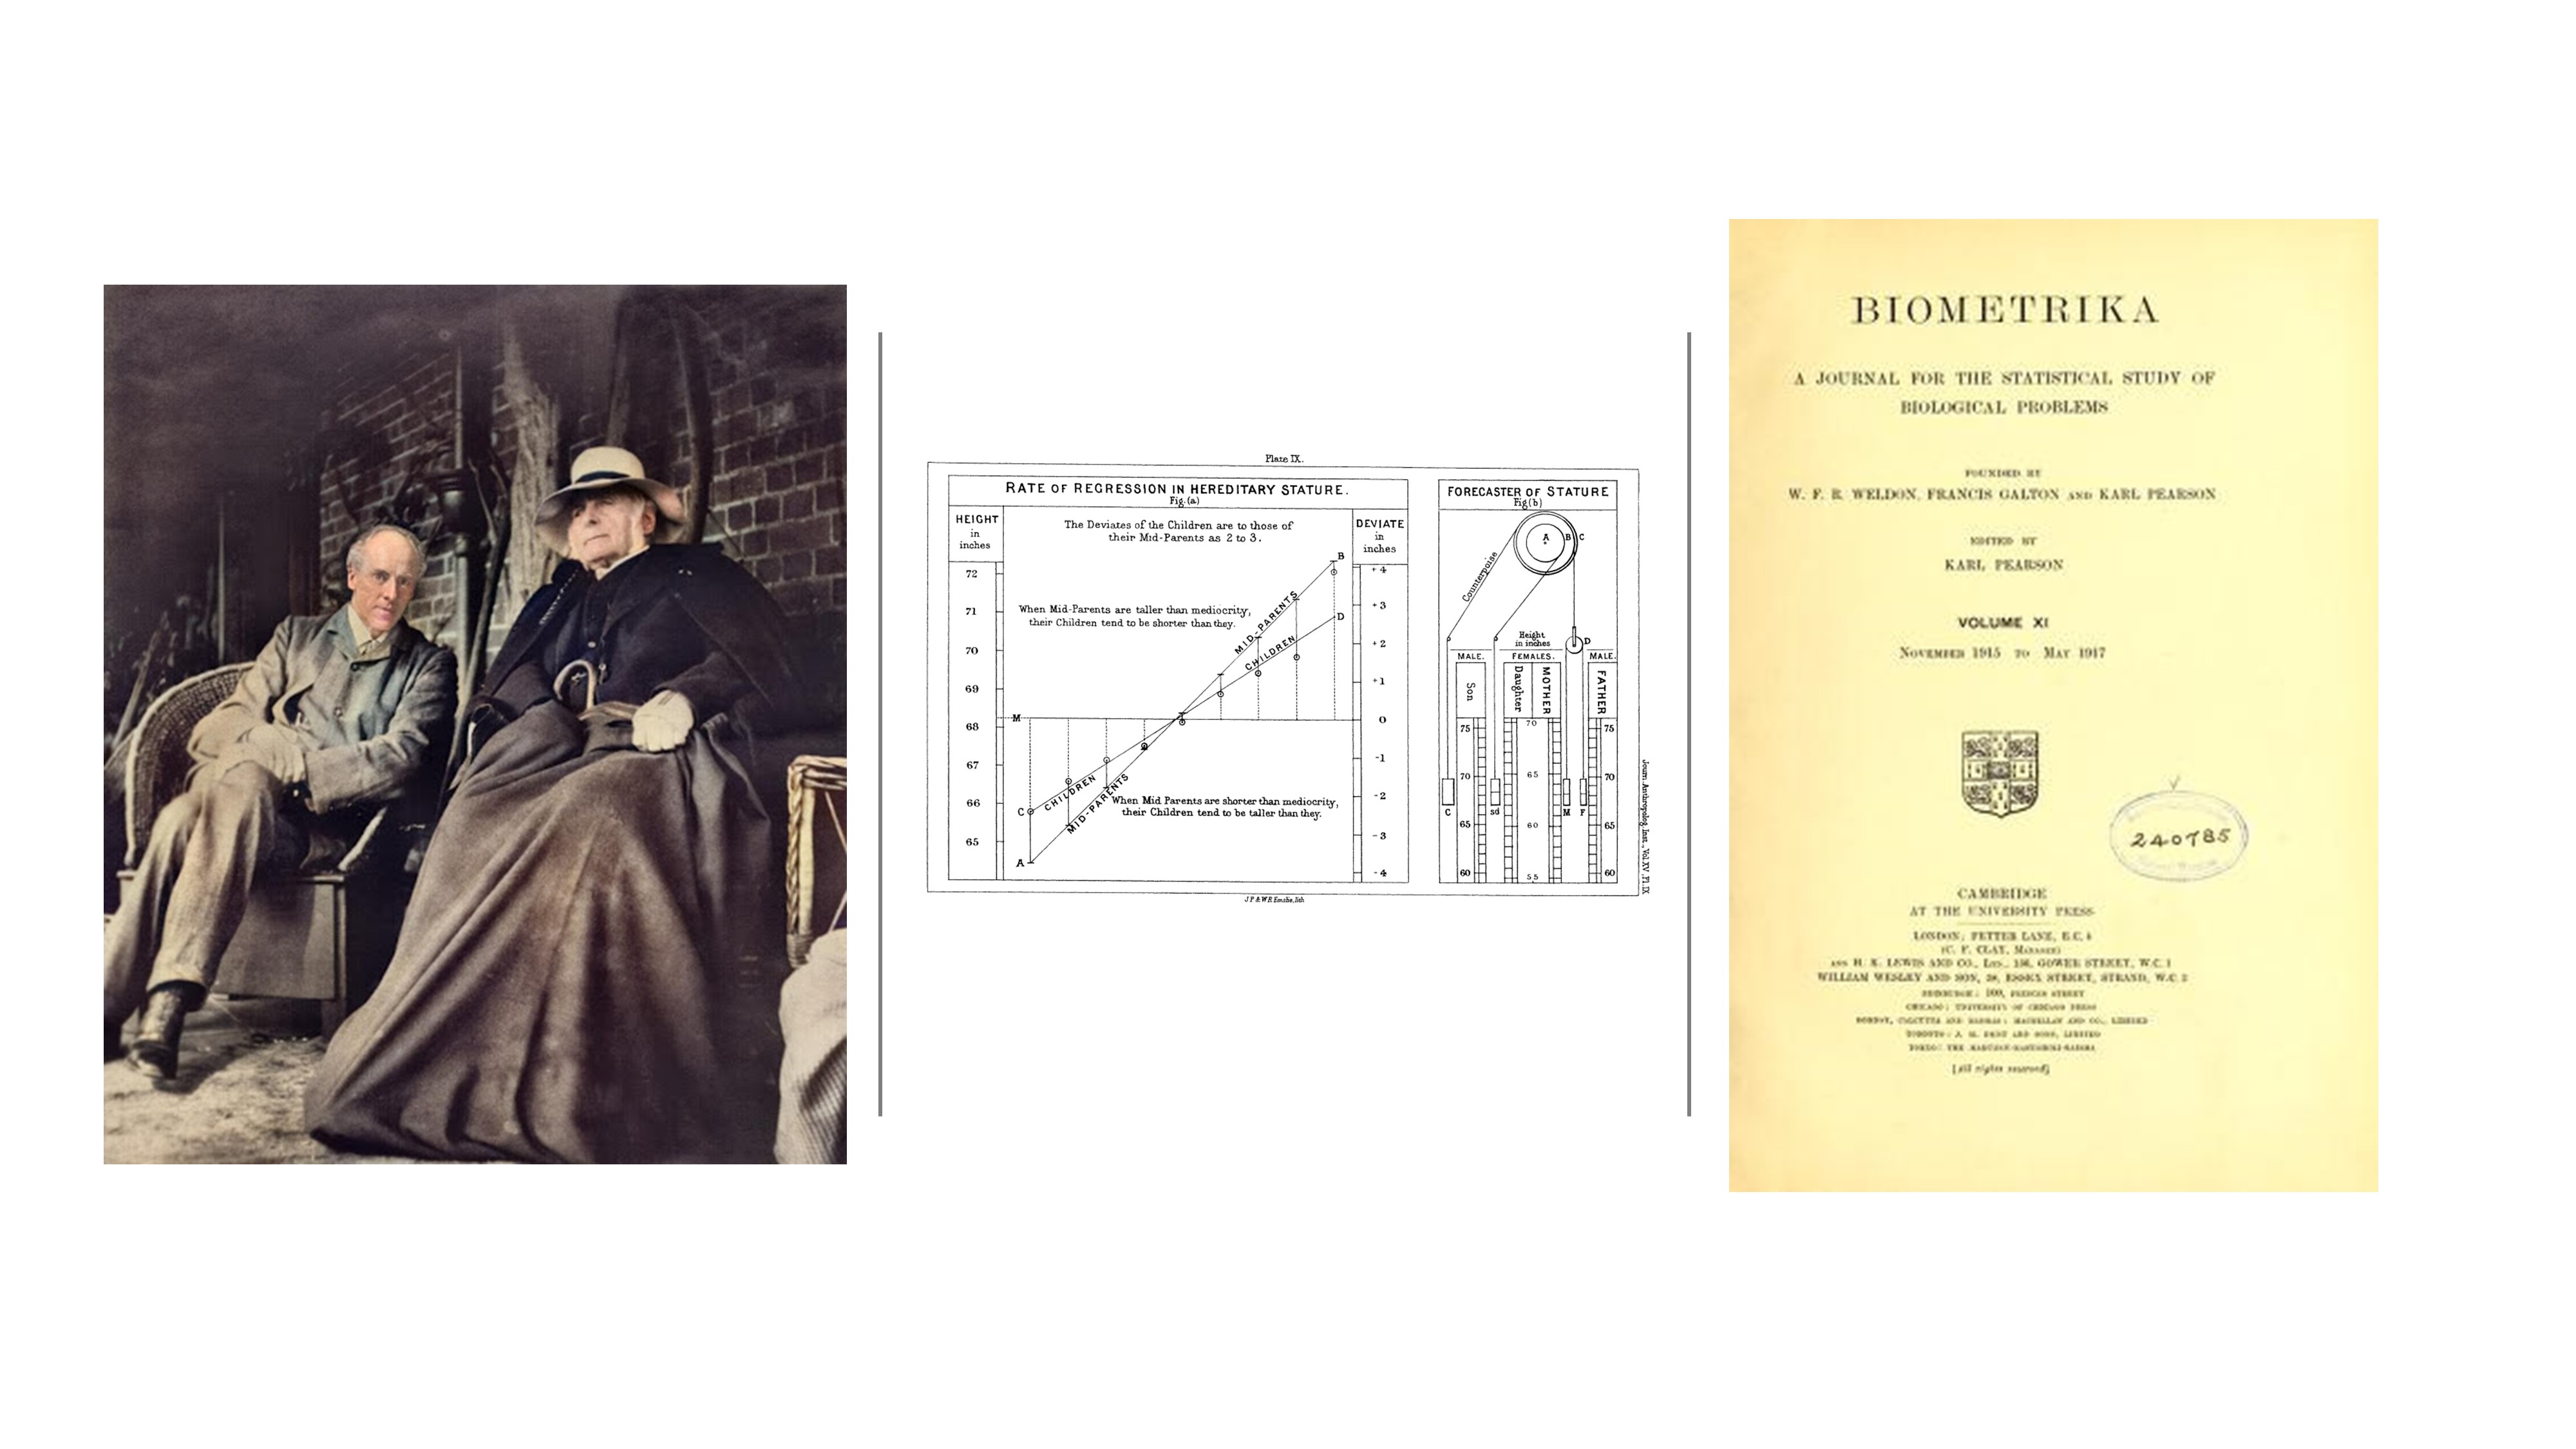 Plate IX.
RATE OF REGRESSION IN HEREDITARY STATURE.
Fig. (a)
HEIGHT
in
inches
The Deviates of the Children are to those of
their Mid-Parents as 2 to 3.
DEVIATE
in
inches
When Mid-Parents are taller than mediocrity,
their Children tend to be shorter than they.
72
71
70
69
68
67
66
65
M
C
A
B
D
MID-PARENTS
CHILDREN
CHILDREN
MID-PARENTS
When Mid Parents are shorter than mediocrity,
their Children tend to be taller than they.
+4
+3
+2
+1
0
-1
-2
-3
-4
FORECASTER OF STATURE
Fig (b)
A B C
Counterpoise
D
Height
in inches
MALE. FEMALES. MALE.
Son Daughter MOTHER FATHER
75 70 75
70 65 70
C sd M F
65 60 65
60 55 60
Journ. Anthropolog. Inst., Vol. XV, Pl. IX
J P & W R Emslie, lith
BIOMETRIKA
A JOURNAL FOR THE STATISTICAL STUDY OF
BIOLOGICAL PROBLEMS
FOUNDED BY
W. F. R. WELDON, FRANCIS GALTON AND KARL PEARSON
EDITED BY
KARL PEARSON
VOLUME XI
NOVEMBER 1915 TO MAY 1917
240785
CAMBRIDGE
AT THE UNIVERSITY PRESS
LONDON: FETTER LANE, E.C. 4
(C. F. CLAY, MANAGER)
AND H. K. LEWIS AND CO., LTD., 136, GOWER STREET, W.C. 1
WILLIAM WESLEY AND SON, 28, ESSEX STREET, STRAND, W.C. 2
EDINBURGH: 100, PRINCES STREET
CHICAGO: UNIVERSITY OF CHICAGO PRESS
BOMBAY, CALCUTTA AND MADRAS: MACMILLAN AND CO., LIMITED
TORONTO: J. M. DENT AND SONS, LIMITED
TOKYO: THE MARUZEN-KABUSHIKI-KAISHA
[All rights reserved]